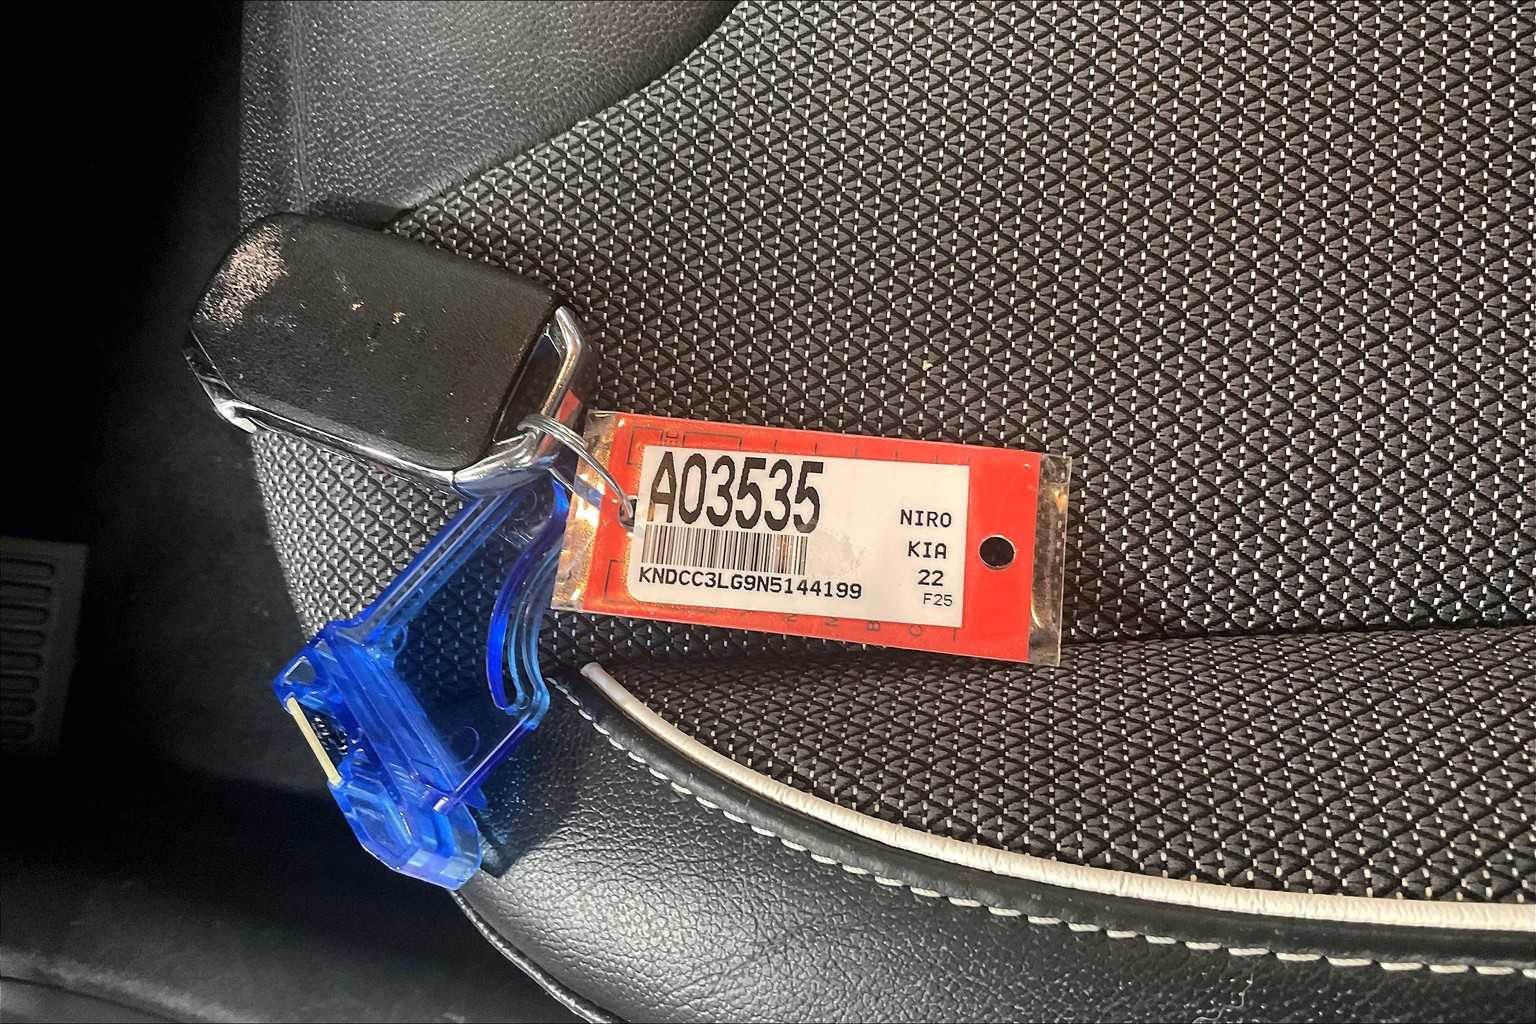 A03535
NIRO
KIA
22
F25
KNDCC3LG9N5144199